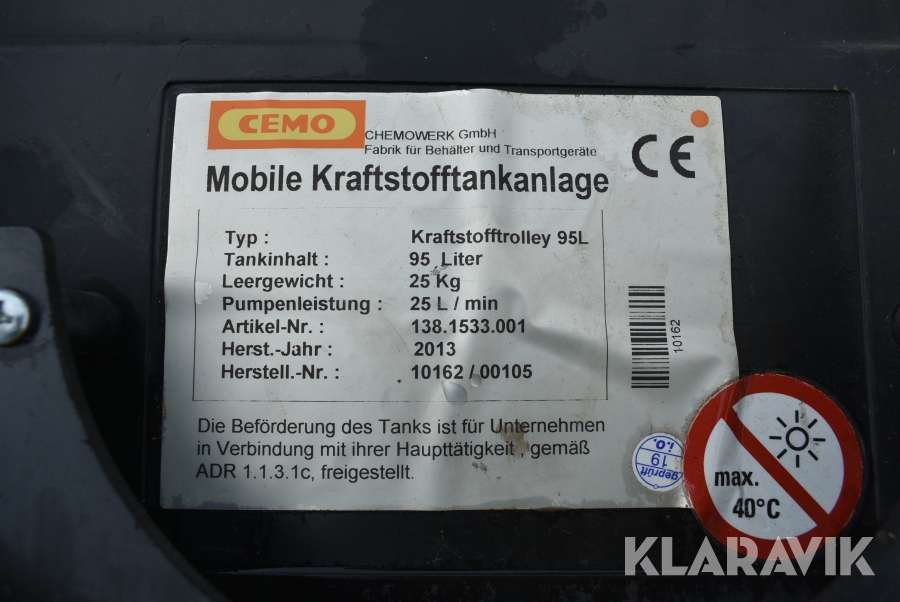 CEMO
CHEMOWERK GmbH
Fabrik für Behälter und Transportgeräte
CE
Mobile Kraftstofftankanlage
Typ : Kraftstofftrolley 95L
Tankinhalt : 95 Liter
Leergewicht : 25 Kg
Pumpenleistung : 25 L / min
Artikel-Nr. : 138.1533.001
Herst.-Jahr : 2013
Herstell.-Nr. : 10162 / 00105
10162
Die Beförderung des Tanks ist für Unternehmen
in Verbindung mit ihrer Haupttätigkeit , gemäß
ADR 1.1.3.1c, freigestellt.
geprüft
19
i.O.
max.
40°C
KLARAVIK